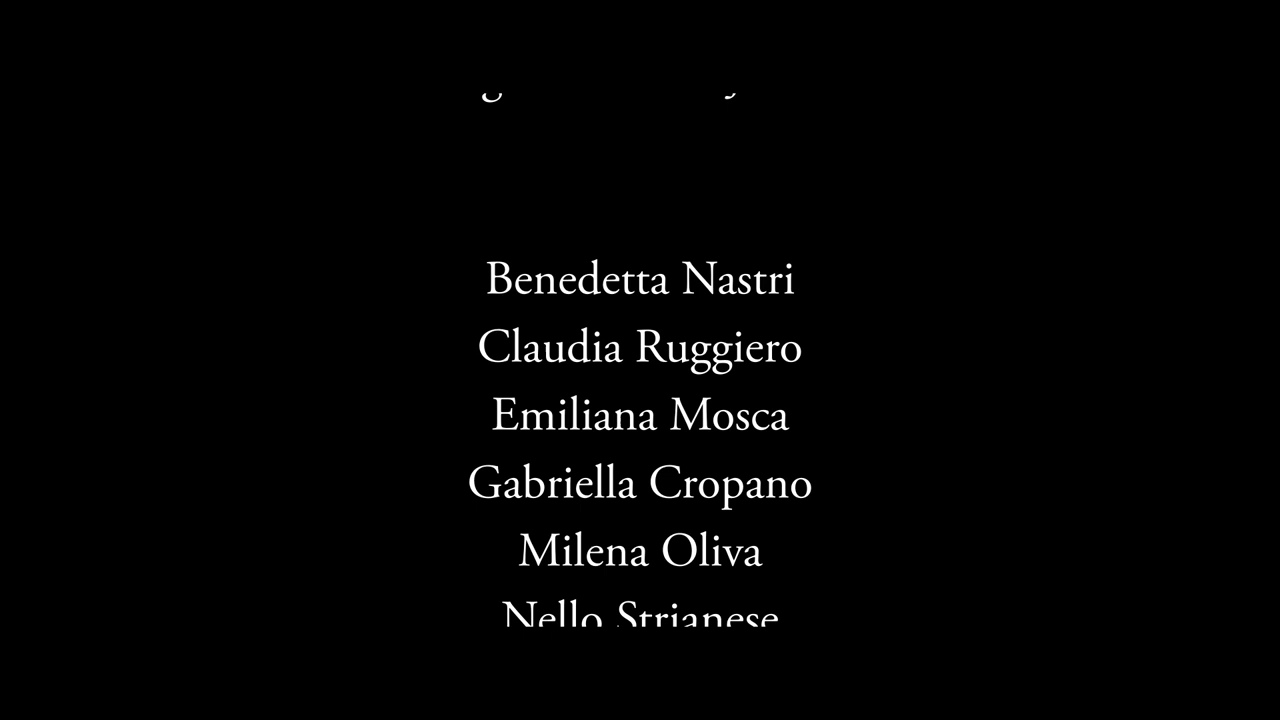 Benedetta Nastri
Claudia Ruggiero
Emiliana Mosca
Gabriella Cropano
Milena Oliva
Nello Strianese